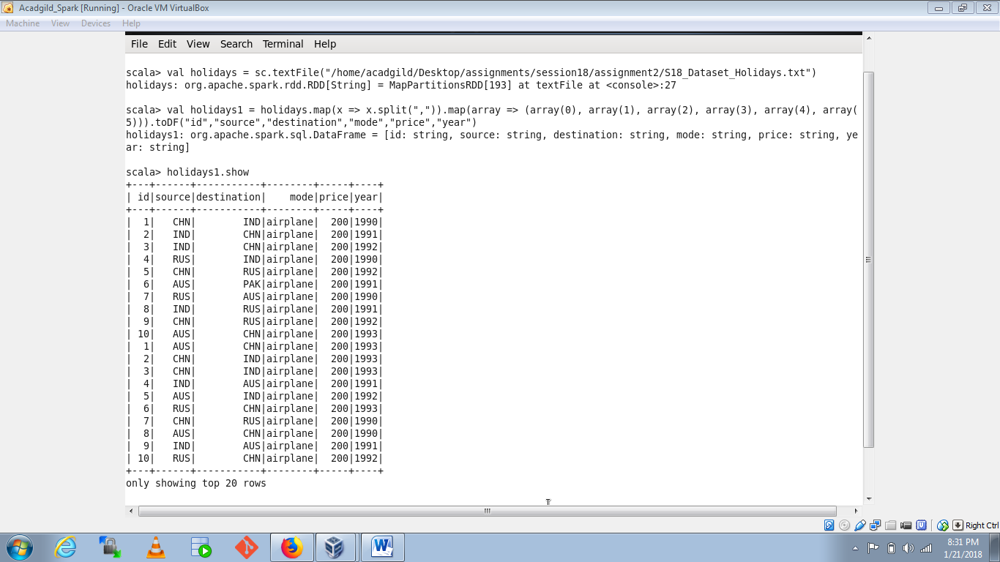 Acadgild_Spark [Running] - Oracle VM VirtualBox
Machine View Devices Help
File Edit View Search Terminal Help
scala> val holidays = sc.textFile("/home/acadgild/Desktop/assignments/session18/assignment2/S18_Dataset_Holidays.txt")
holidays: org.apache.spark.rdd.RDD[String] = MapPartitionsRDD[193] at textFile at <console>:27
scala> val holidays1 = holidays.map(x => x.split(",")).map(array => (array(0), array(1), array(2), array(3), array(4), array(
5))).toDF("id","source","destination","mode","price","year")
holidays1: org.apache.spark.sql.DataFrame = [id: string, source: string, destination: string, mode: string, price: string, ye
ar: string]
scala> holidays1.show
+---+------+-----------+--------+-----+----+
| id|source|destination|    mode|price|year|
+---+------+-----------+--------+-----+----+
|  1|   CHN|        IND|airplane|  200|1990|
|  2|   IND|        CHN|airplane|  200|1991|
|  3|   IND|        CHN|airplane|  200|1992|
|  4|   RUS|        IND|airplane|  200|1990|
|  5|   CHN|        RUS|airplane|  200|1992|
|  6|   AUS|        PAK|airplane|  200|1991|
|  7|   RUS|        AUS|airplane|  200|1990|
|  8|   IND|        RUS|airplane|  200|1991|
|  9|   CHN|        RUS|airplane|  200|1992|
| 10|   AUS|        CHN|airplane|  200|1993|
|  1|   AUS|        CHN|airplane|  200|1993|
|  2|   CHN|        IND|airplane|  200|1993|
|  3|   CHN|        IND|airplane|  200|1993|
|  4|   IND|        AUS|airplane|  200|1991|
|  5|   AUS|        IND|airplane|  200|1992|
|  6|   RUS|        CHN|airplane|  200|1993|
|  7|   CHN|        RUS|airplane|  200|1990|
|  8|   AUS|        CHN|airplane|  200|1990|
|  9|   IND|        AUS|airplane|  200|1991|
| 10|   RUS|        CHN|airplane|  200|1992|
+---+------+-----------+--------+-----+----+
only showing top 20 rows
Right Ctrl
8:31 PM
1/21/2018